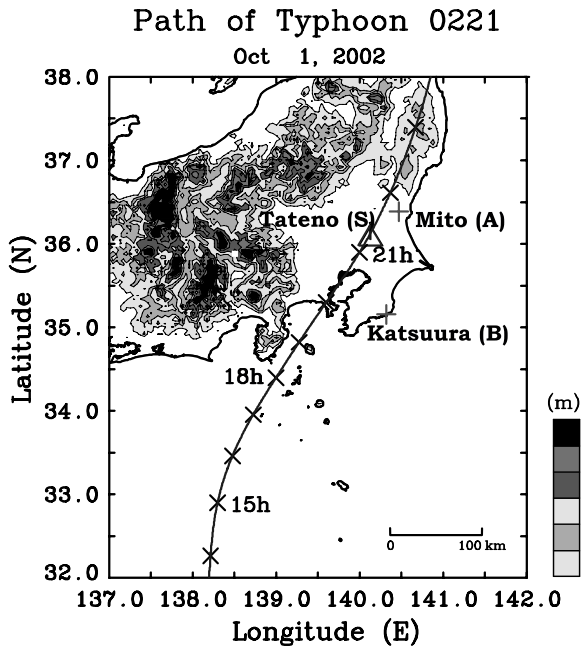 Path of Typhoon 0221
Oct 1, 2002
38.0
37.0
36.0
35.0
34.0
33.0
32.0
Latitude (N)
Tateno (S)
Mito (A)
21h
Katsuura (B)
18h
15h
0 100 km
(m)
137.0 138.0 139.0 140.0 141.0 142.0
Longitude (E)